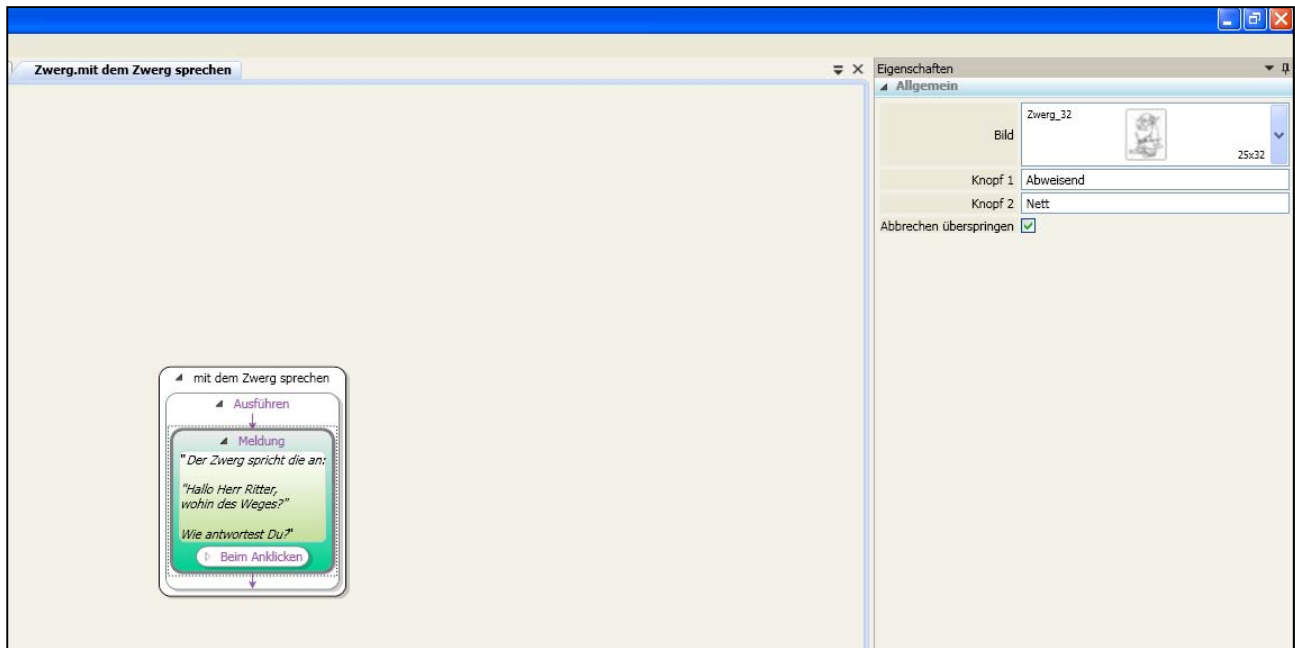 Zwerg.mit dem Zwerg sprechen
mit dem Zwerg sprechen
Ausführen
Meldung
"Der Zwerg spricht die an:
"Hallo Herr Ritter,
wohin des Weges?"
Wie antwortest Du?"
Beim Anklicken
Eigenschaften
Allgemein
Bild
Zwerg_32
25x32
Knopf 1 Abweisend
Knopf 2 Nett
Abbrechen überspringen